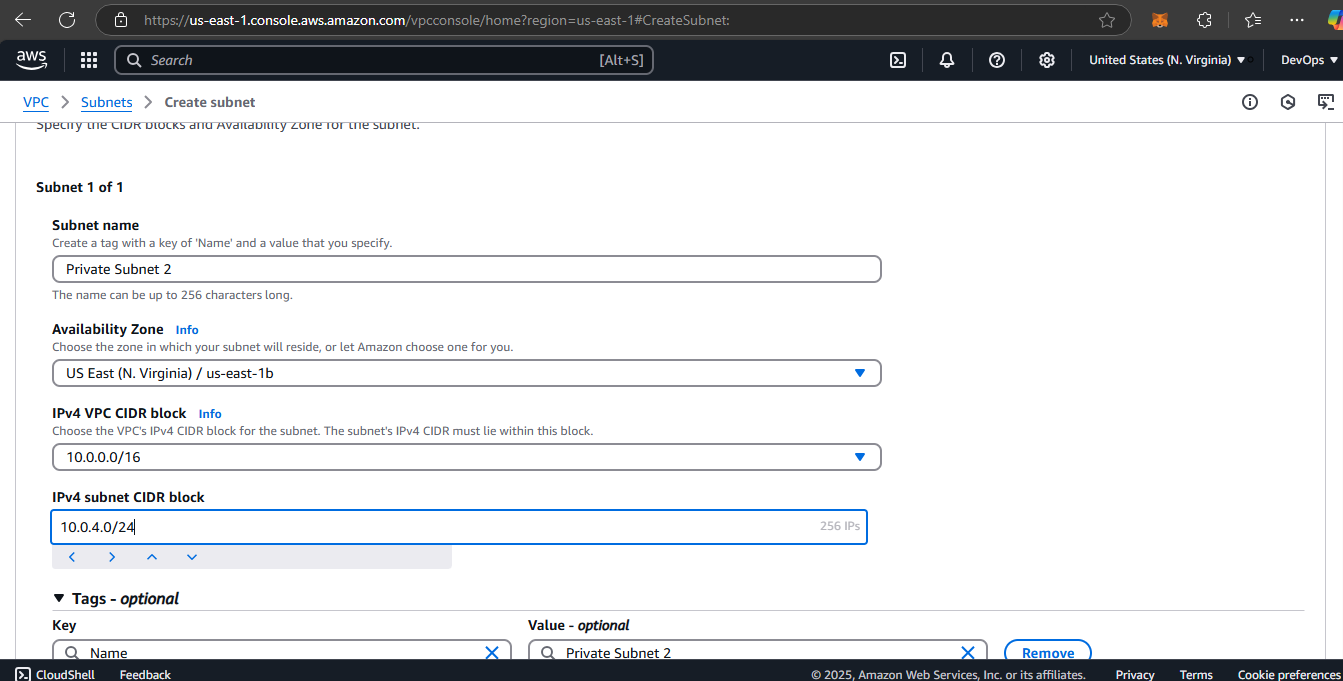 https://us-east-1.console.aws.amazon.com/vpcconsole/home?region=us-east-1#CreateSubnet:
aws Search [Alt+S] United States (N. Virginia) DevOps
VPC Subnets Create subnet
Specify the CIDR blocks and Availability Zone for the subnet.
Subnet 1 of 1
Subnet name
Create a tag with a key of 'Name' and a value that you specify.
Private Subnet 2
The name can be up to 256 characters long.
Availability Zone Info
Choose the zone in which your subnet will reside, or let Amazon choose one for you.
US East (N. Virginia) / us-east-1b
IPv4 VPC CIDR block Info
Choose the VPC's IPv4 CIDR block for the subnet. The subnet's IPv4 CIDR must lie within this block.
10.0.0.0/16
IPv4 subnet CIDR block
10.0.4.0/24 256 IPs
Tags - optional
Key Value - optional
Name Private Subnet 2 Remove
CloudShell Feedback © 2025, Amazon Web Services, Inc. or its affiliates. Privacy Terms Cookie preferences